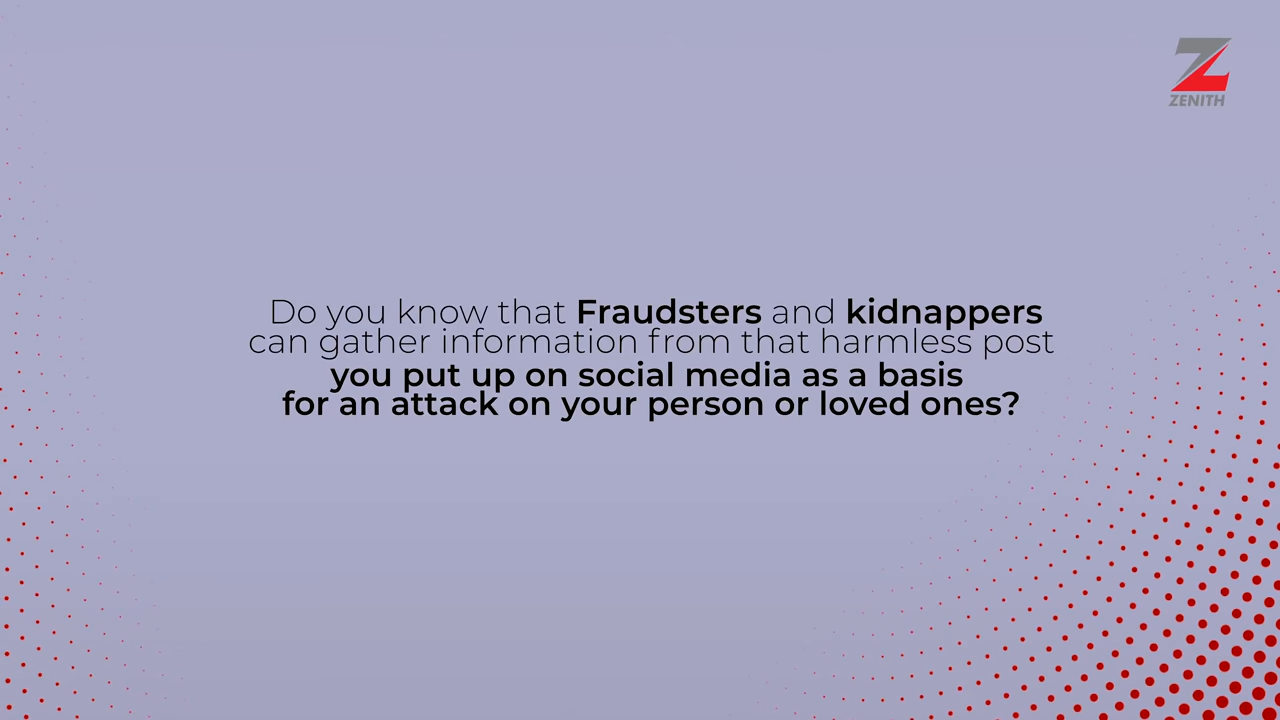 ZENITH
Do you know that Fraudsters and kidnappers
can gather information from that harmless post
you put up on social media as a basis
for an attack on your person or loved ones?